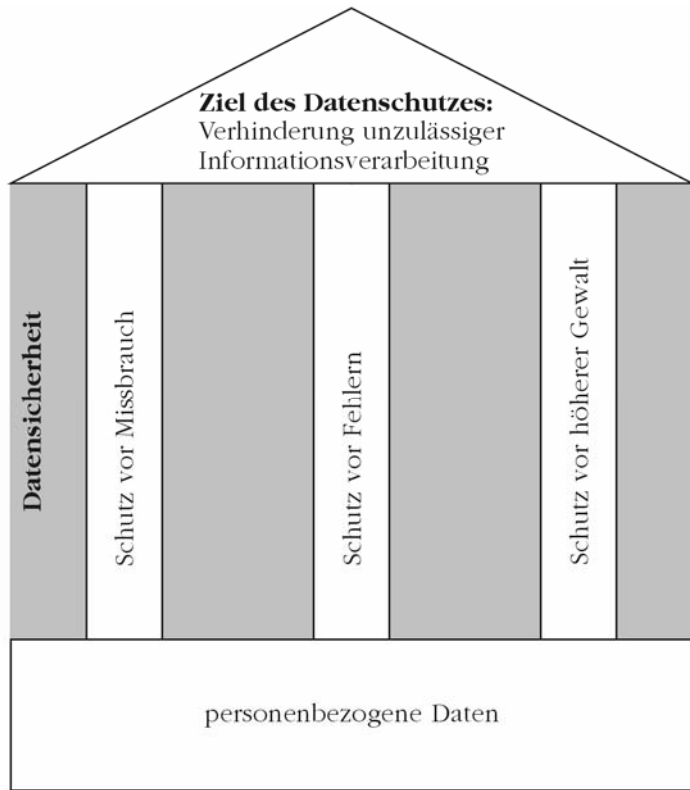 Ziel des Datenschutzes:
Verhinderung unzulässiger
Informationsverarbeitung
Datensicherheit
Schutz vor Missbrauch
Schutz vor Fehlern
Schutz vor höherer Gewalt
personenbezogene Daten